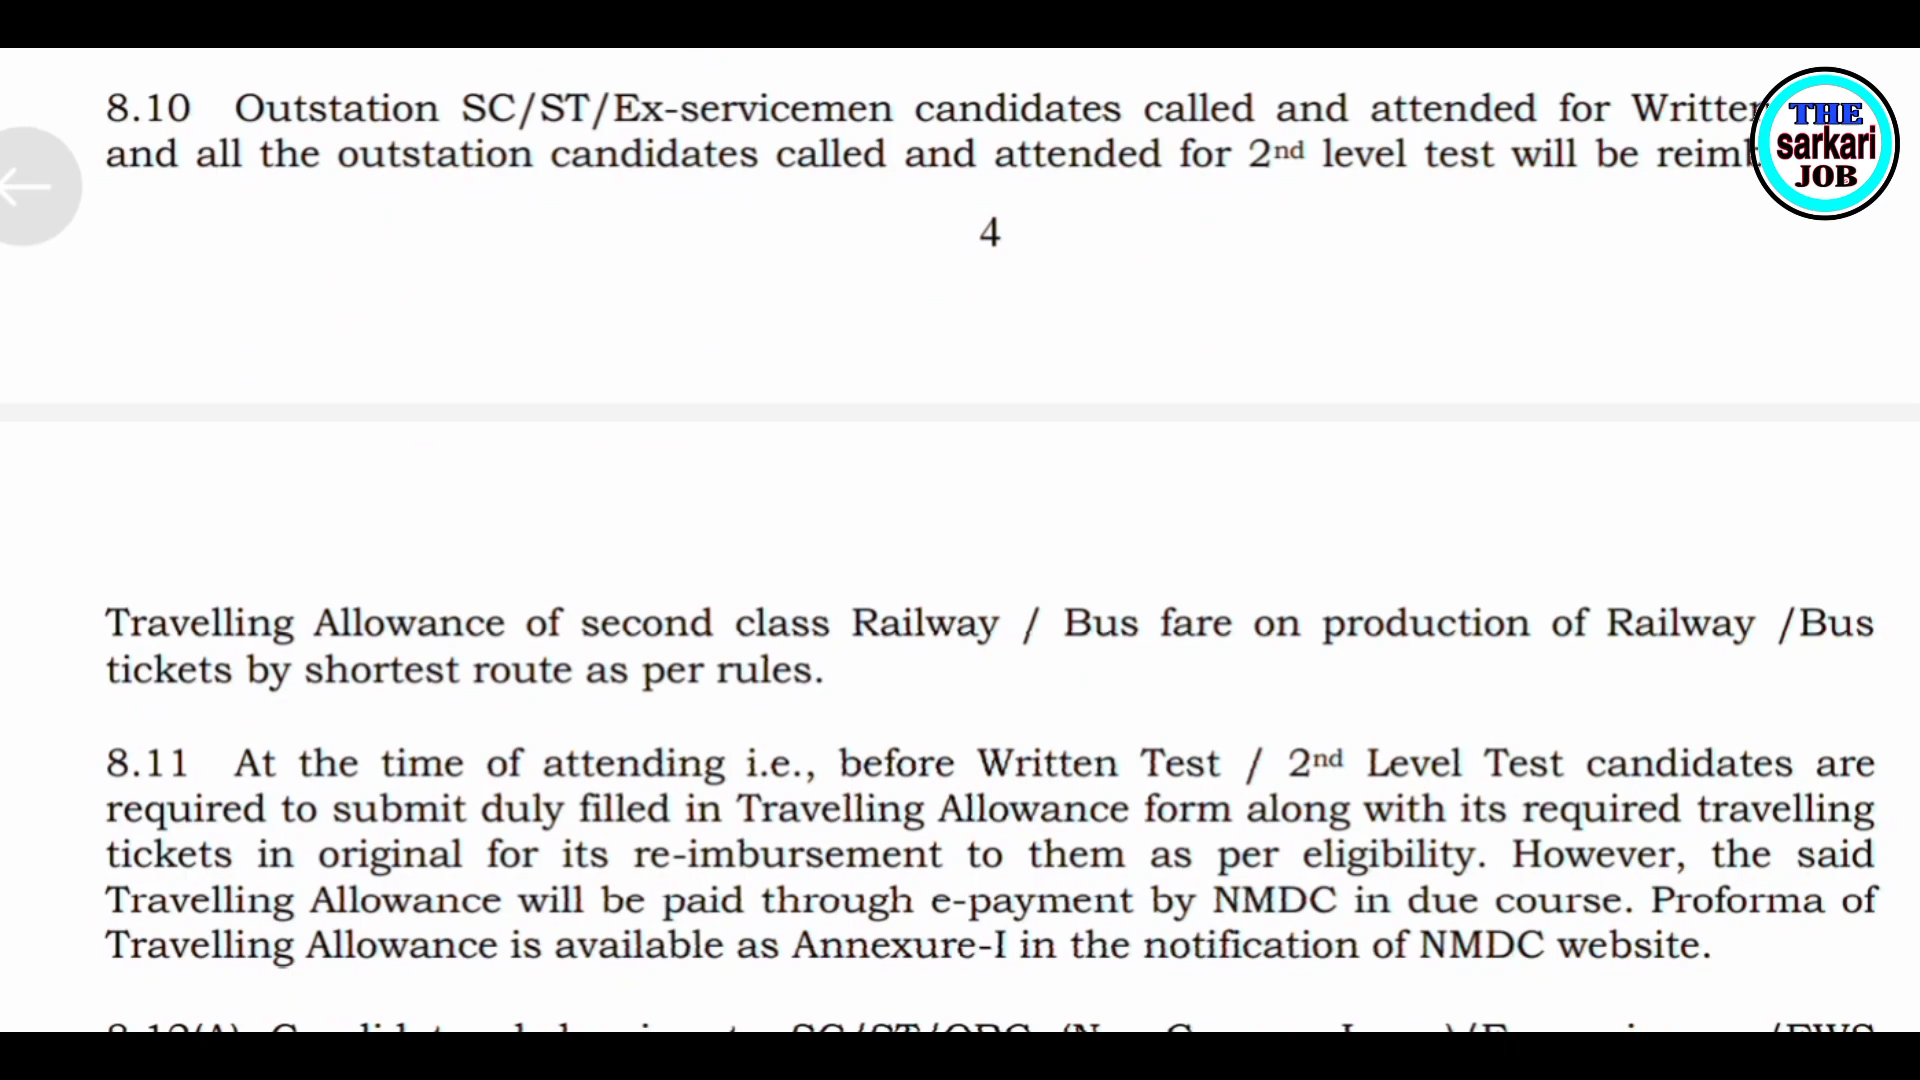 8.10 Outstation SC/ST/Ex-servicemen candidates called and attended for
and all the outstation candidates called and attended for 2nd level test will be
THE
sarkari
JOB
4
Travelling Allowance of second class Railway / Bus fare on production of Railway /Bus
tickets by shortest route as per rules.
8.11 At the time of attending i.e., before Written Test / 2nd Level Test candidates are
required to submit duly filled in Travelling Allowance form along with its required travelling
tickets in original for its re-imbursement to them as per eligibility. However, the said
Travelling Allowance will be paid through e-payment by NMDC in due course. Proforma of
Travelling Allowance is available as Annexure-I in the notification of NMDC website.